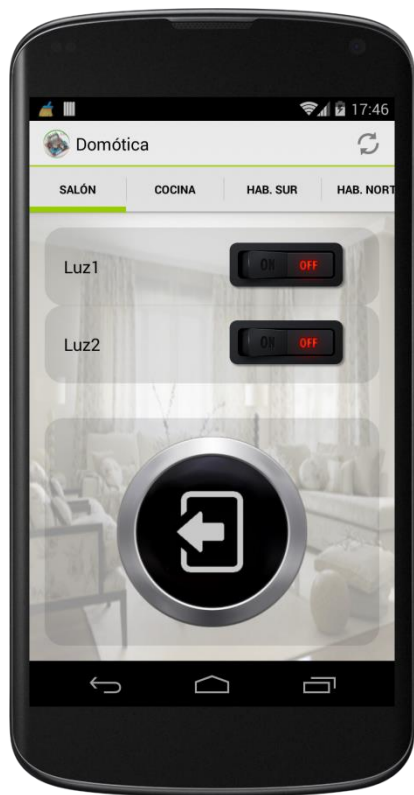 17:46
Domótica
SALÓN COCINA HAB. SUR HAB. NORT
Luz1 ON OFF
Luz2 ON OFF